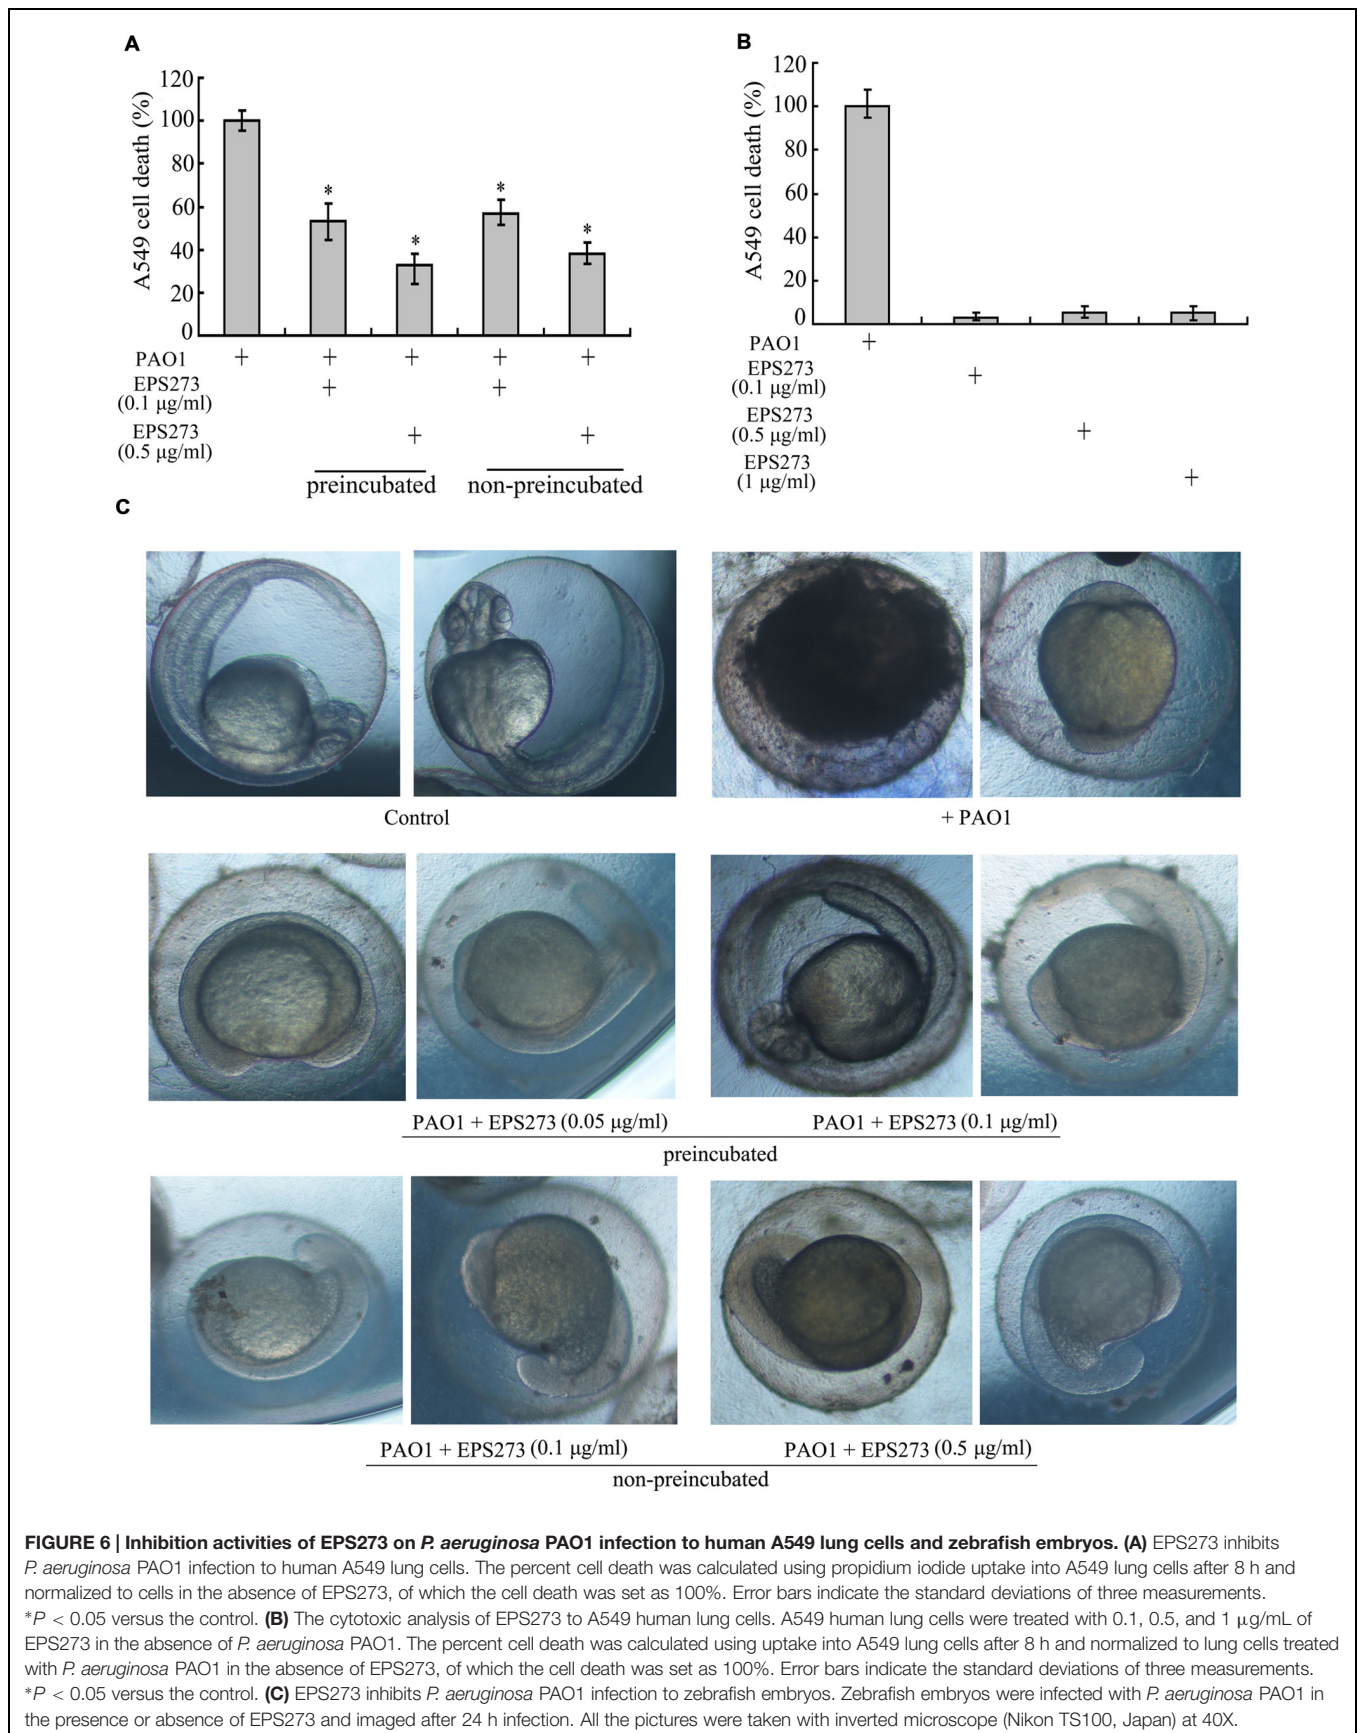 A
A549 cell death (%)
120
100
80
60
40
20
0
*
*
*
*
PAO1 + + + + +
EPS273
(0.1 μg/ml) + +
EPS273
(0.5 μg/ml) + +
preincubated non-preincubated
B
A549 cell death (%)
120
100
80
60
40
20
0
PAO1 +
EPS273
(0.1 μg/ml) +
EPS273
(0.5 μg/ml) +
EPS273
(1 μg/ml) +
C
Control
+ PAO1
PAO1 + EPS273 (0.05 μg/ml) PAO1 + EPS273 (0.1 μg/ml)
preincubated
PAO1 + EPS273 (0.1 μg/ml) PAO1 + EPS273 (0.5 μg/ml)
non-preincubated
FIGURE 6 | Inhibition activities of EPS273 on P. aeruginosa PAO1 infection to human A549 lung cells and zebrafish embryos. (A) EPS273 inhibits
P. aeruginosa PAO1 infection to human A549 lung cells. The percent cell death was calculated using propidium iodide uptake into A549 lung cells after 8 h and
normalized to cells in the absence of EPS273, of which the cell death was set as 100%. Error bars indicate the standard deviations of three measurements.
*P < 0.05 versus the control. (B) The cytotoxic analysis of EPS273 to A549 human lung cells. A549 human lung cells were treated with 0.1, 0.5, and 1 μg/mL of
EPS273 in the absence of P. aeruginosa PAO1. The percent cell death was calculated using uptake into A549 lung cells after 8 h and normalized to lung cells treated
with P. aeruginosa PAO1 in the absence of EPS273, of which the cell death was set as 100%. Error bars indicate the standard deviations of three measurements.
*P < 0.05 versus the control. (C) EPS273 inhibits P. aeruginosa PAO1 infection to zebrafish embryos. Zebrafish embryos were infected with P. aeruginosa PAO1 in
the presence or absence of EPS273 and imaged after 24 h infection. All the pictures were taken with inverted microscope (Nikon TS100, Japan) at 40X.